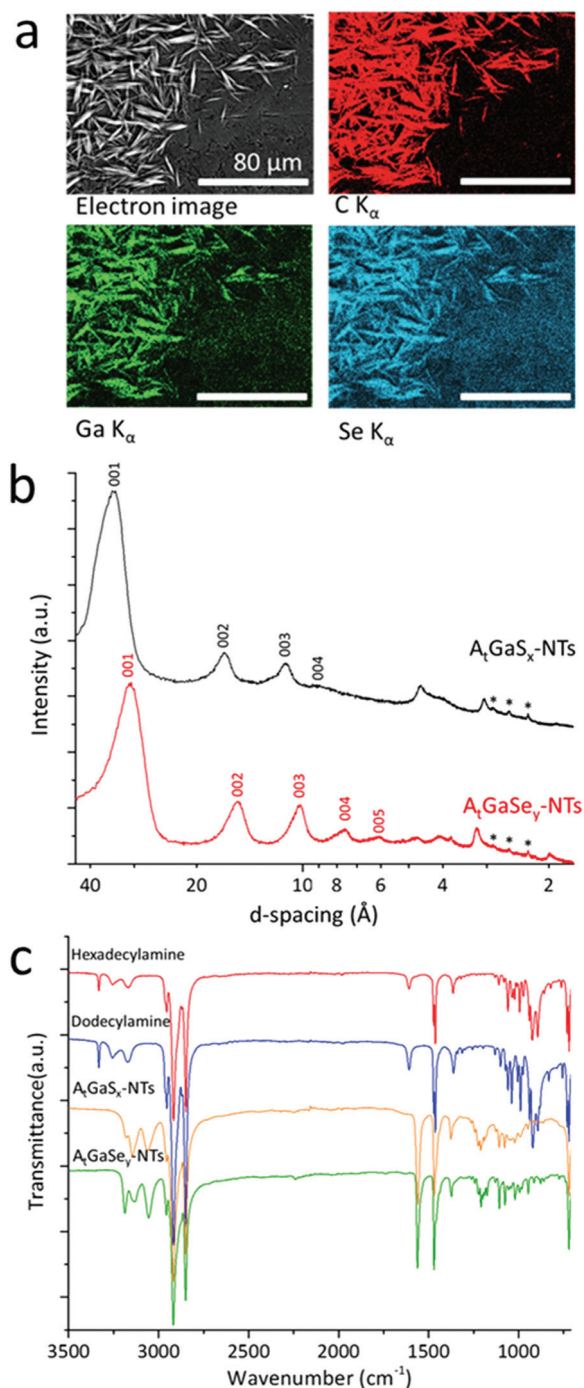 a
80 μm
Electron image
C Kα
Ga Kα
Se Kα
b
Intensity (a.u.)
001
002
003
004
AₜGaSₓ-NTs
* * *
001
002
003
004
005
AₜGaSeᵧ-NTs
* * *
40 20 10 8 6 4 2
d-spacing (Å)
c
Transmittance(a.u.)
Hexadecylamine
Dodecylamine
AₜGaSₓ-NTs
AₜGaSeᵧ-NTs
3500 3000 2500 2000 1500 1000
Wavenumber (cm⁻¹)